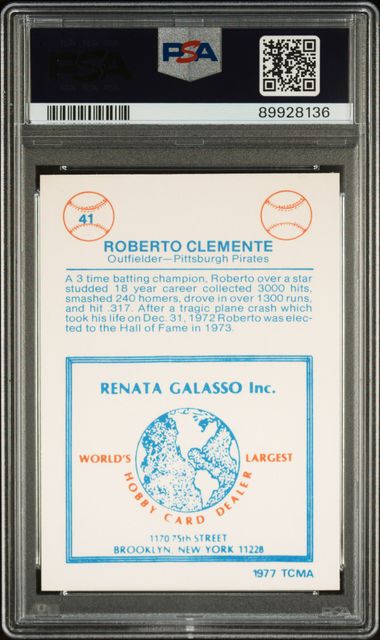 PSA
PSA
89928136
41
ROBERTO CLEMENTE
Outfielder—Pittsburgh Pirates
A 3 time batting champion, Roberto over a star
studded 18 year career collected 3000 hits,
smashed 240 homers, drove in over 1300 runs,
and hit .317. After a tragic plane crash which
took his life on Dec. 31, 1972 Roberto was elec-
ted to the Hall of Fame in 1973.
RENATA GALASSO Inc.
WORLD'S LARGEST
HOBBY CARD DEALER
1170 75th STREET
BROOKLYN, NEW YORK 11228
1977 TCMA